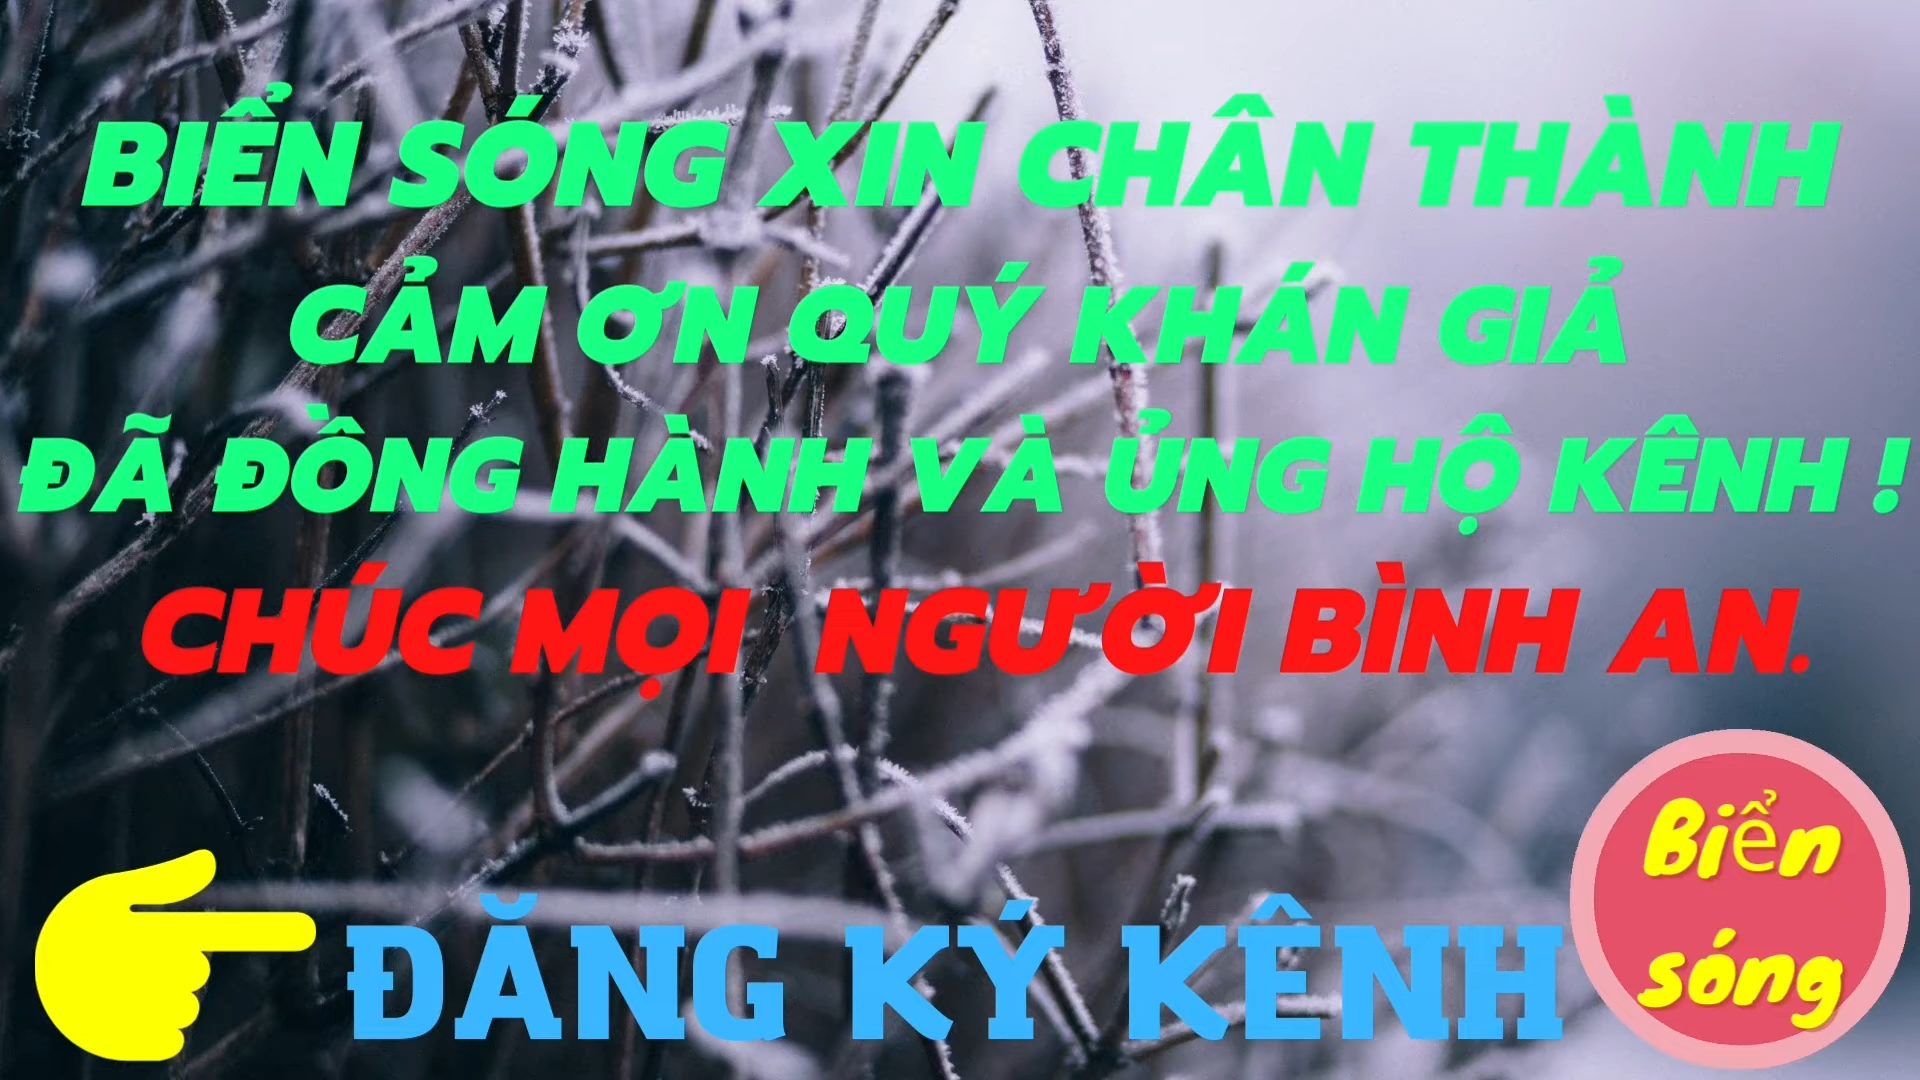 BIỂN SÓNG XIN CHÂN THÀNH
CẢM ƠN QUÝ KHÁN GIẢ
ĐÃ ĐỒNG HÀNH VÀ ỦNG HỘ KÊNH !
CHÚC MỌI NGƯỜI BÌNH AN.
ĐĂNG KÝ KÊNH
Biển
sóng